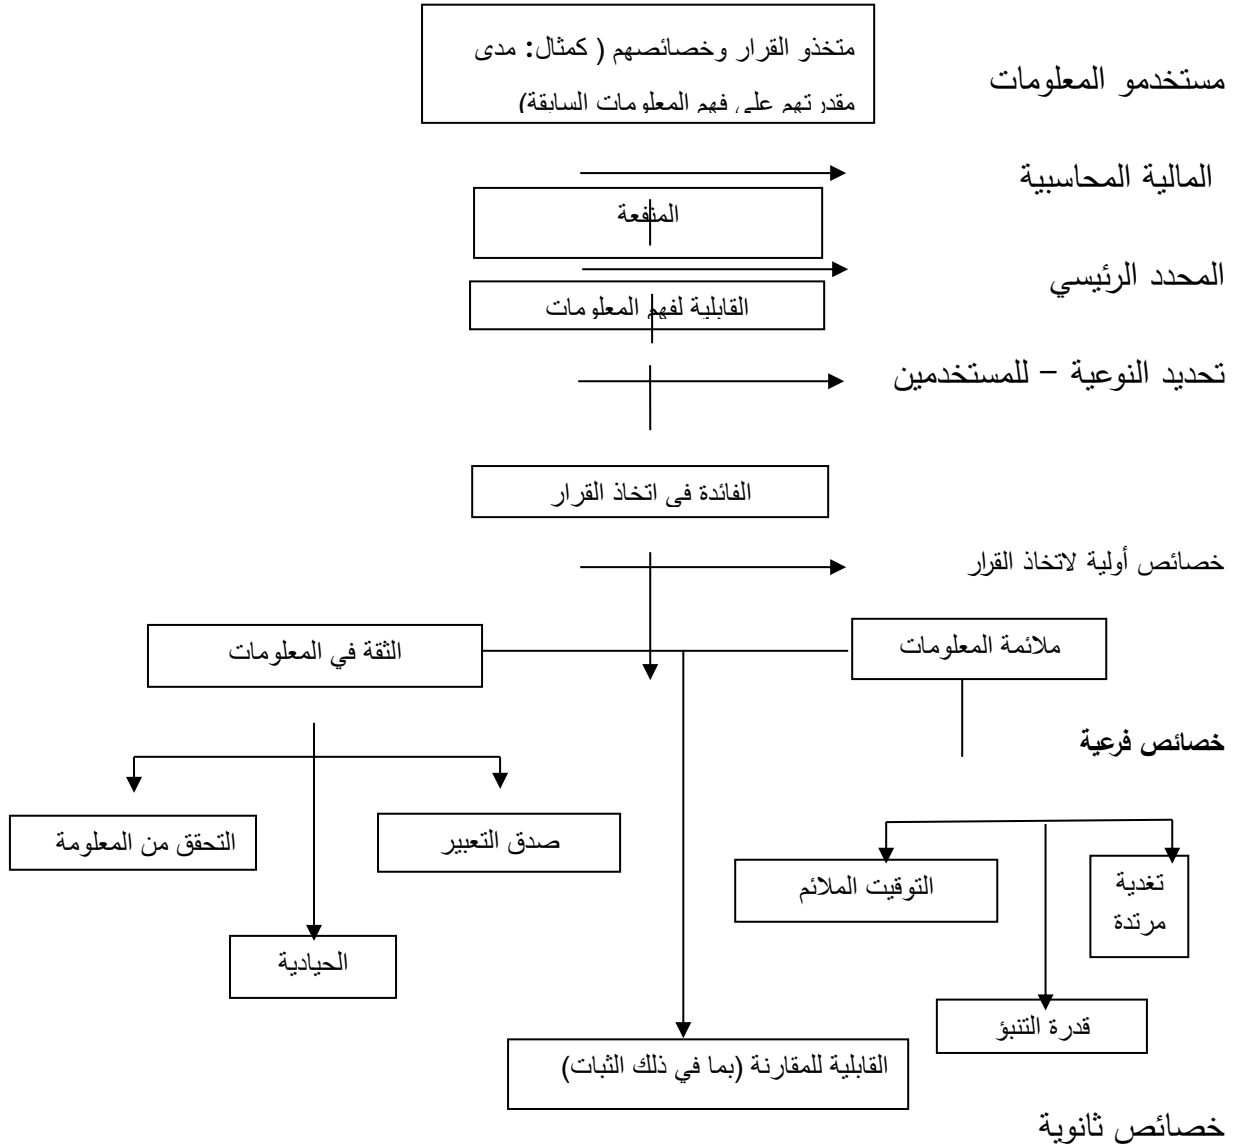 متخذو القرار وخصائصهم ( كمثال: مدى
مقدرتهم على فهم المعلومات السابقة)
مستخدمو المعلومات
المالية المحاسبية
المنفعة
المحدد الرئيسي
القابلية لفهم المعلومات
تحديد النوعية – للمستخدمين
الفائدة في اتخاذ القرار
خصائص أولية لاتخاذ القرار
ملائمة المعلومات
الثقة في المعلومات
خصائص فرعية
صدق التعبير
التحقق من المعلومة
تغدية
مرتدة
التوقيت الملائم
الحيادية
قدرة التنبؤ
القابلية للمقارنة (بما في ذلك الثبات)
خصائص ثانوية